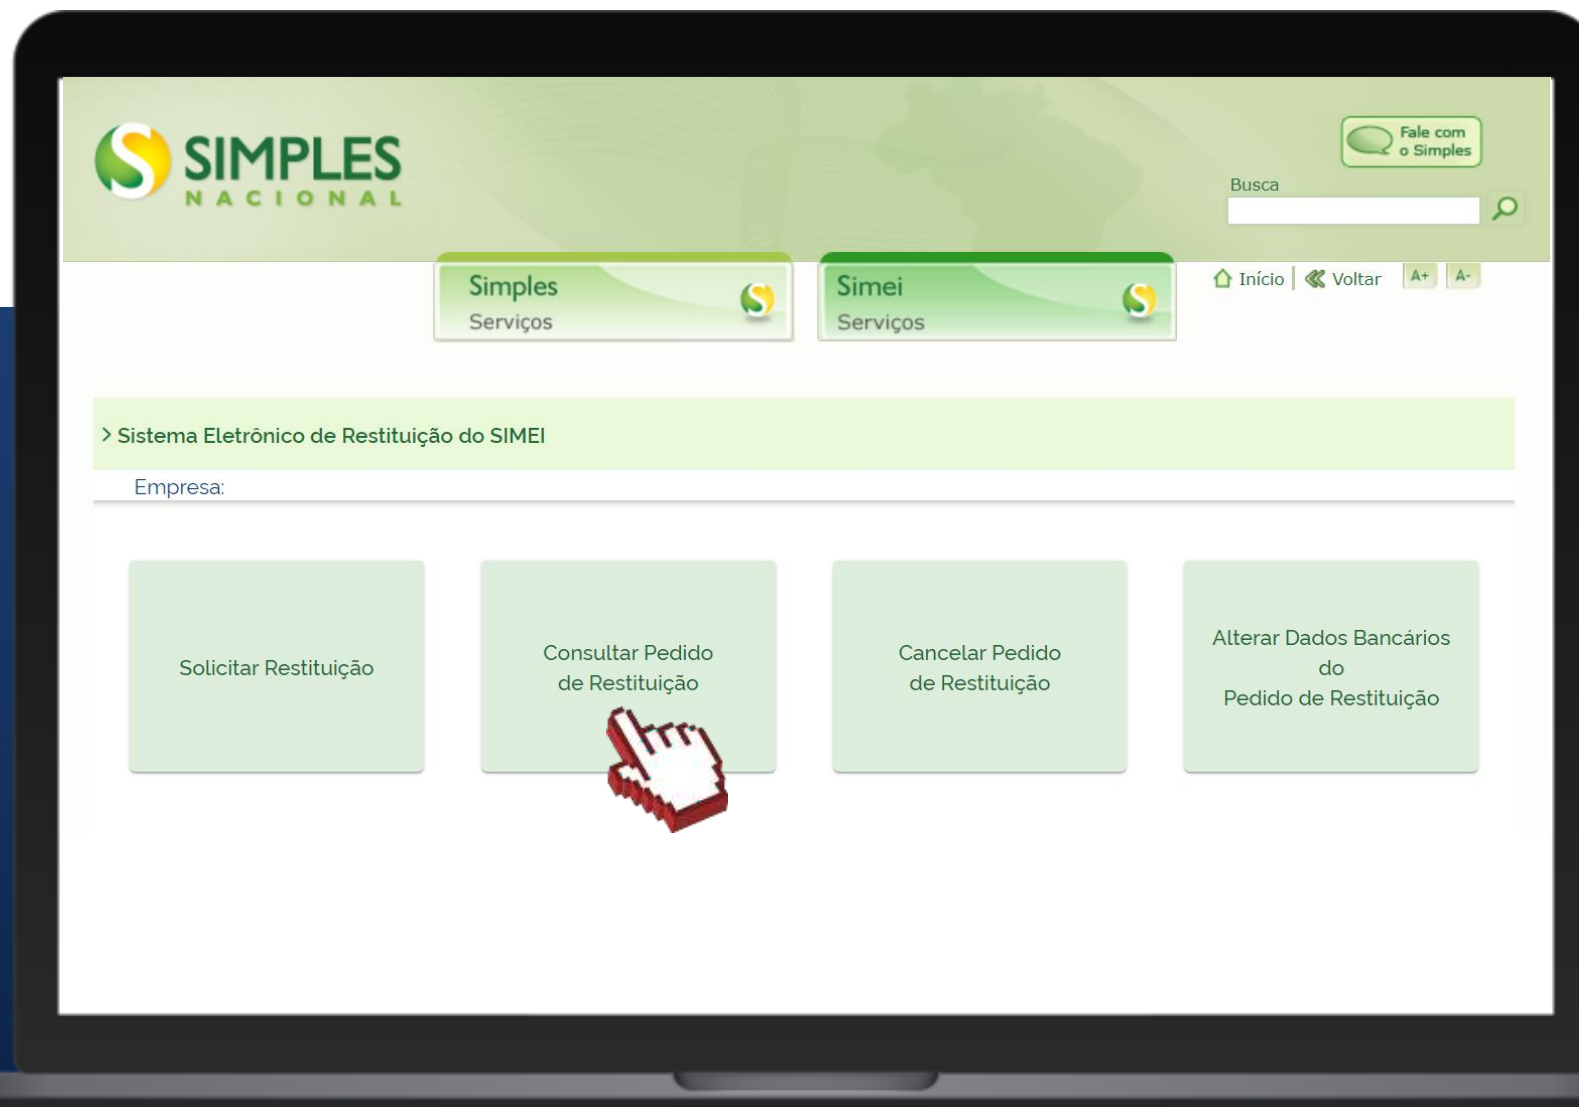 SIMPLES
NACIONAL
Fale com
o Simples
Busca
Simples
Serviços
Simei
Serviços
Início
Voltar
A+
A-
> Sistema Eletrônico de Restituição do SIMEI
Empresa:
Solicitar Restituição
Consultar Pedido
de Restituição
Cancelar Pedido
de Restituição
Alterar Dados Bancários
do
Pedido de Restituição